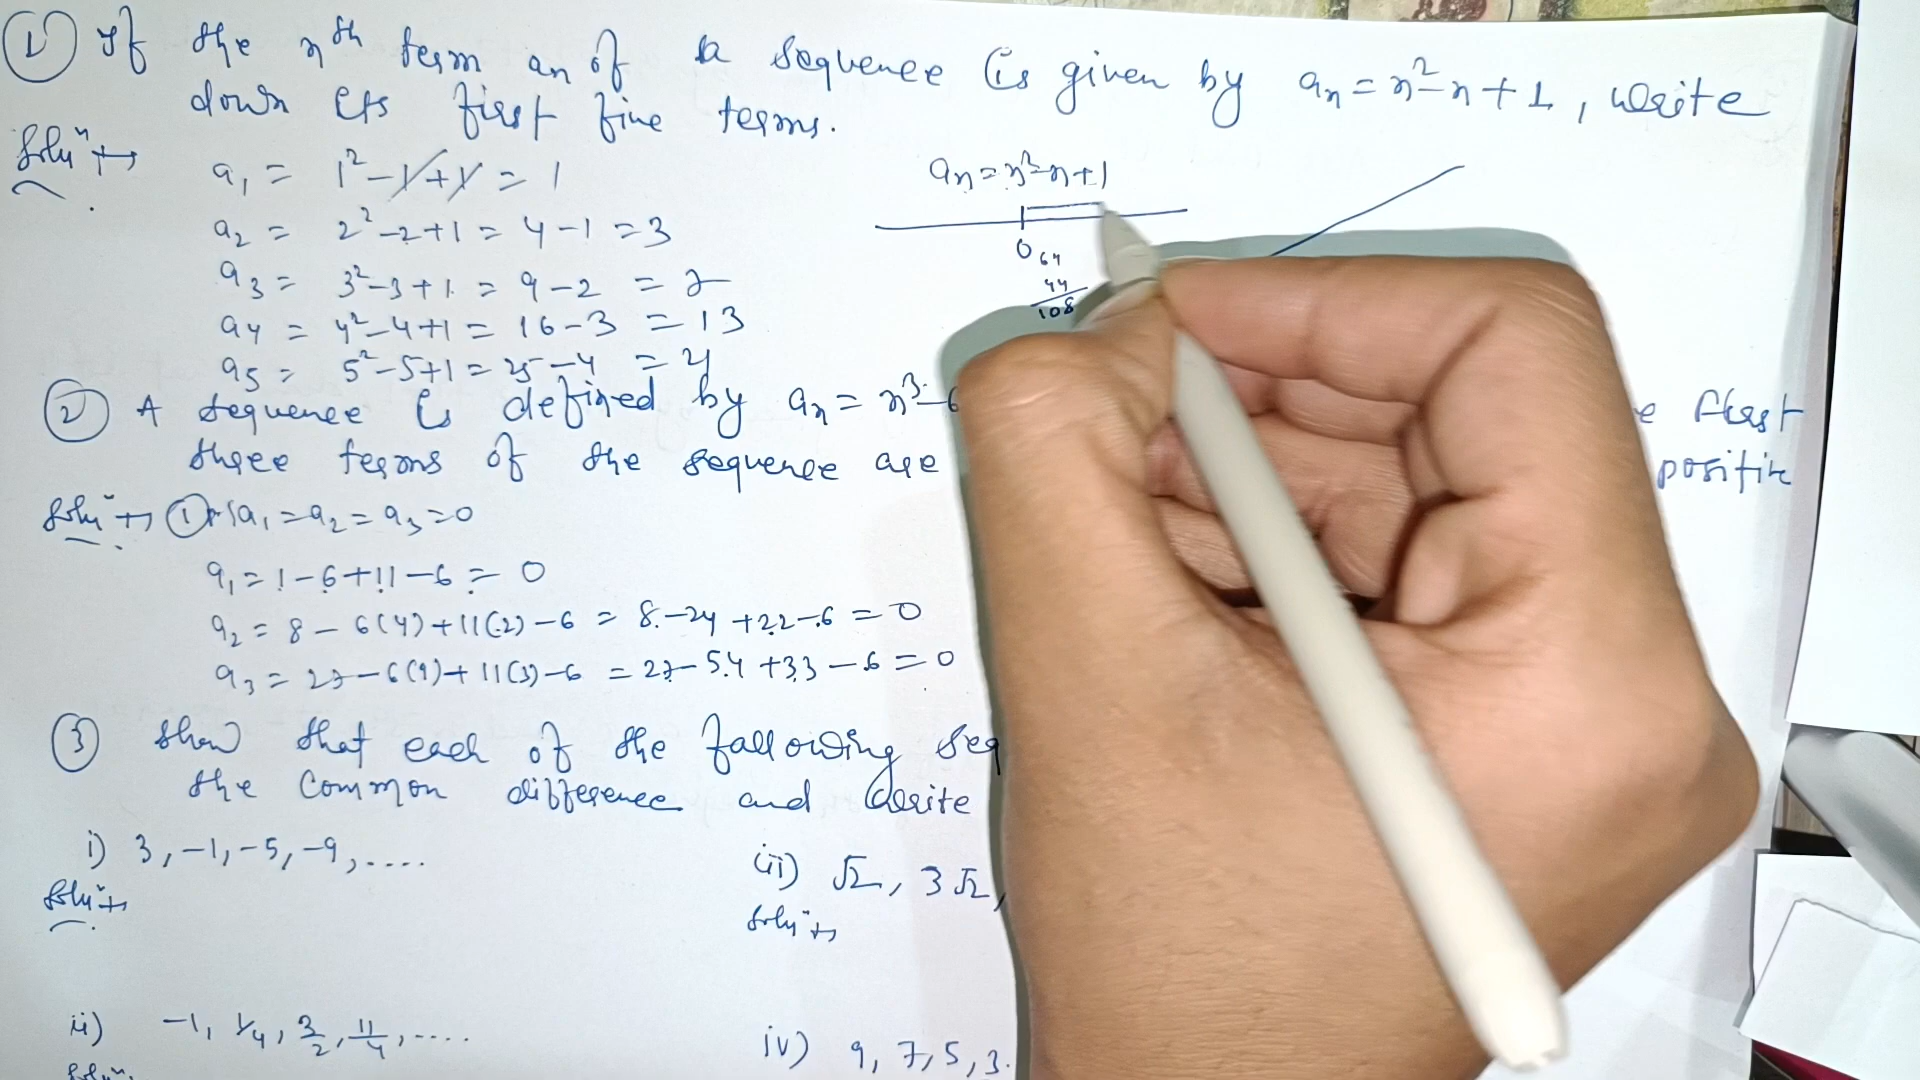 ① If the nth term an of a sequence is given by an = n²-n+1, write
down its first five terms.
Soluⁿ →
a₁ = 1²-1+1 = 1
an = n²-n+1
a₂ = 2²-2+1 = 4-1 = 3
0
64
44
108
a₃ = 3²-3+1 = 9-2 = 7
a4 = 4²-4+1 = 16-3 = 13
a5 = 5²-5+1 = 25-4 = 21
② A sequence is defined by an = n³-6 e first
three terms of the sequence are positive
Soluⁿ → ① a₁ = a₂ = a₃ = 0
a₁ = 1-6+11-6 = 0
a₂ = 8-6(4)+11(2)-6 = 8-24+22-6 = 0
a₃ = 27-6(9)+11(3)-6 = 27-54+33-6 = 0
③ Show that each of the following seq
the common difference and write
i) 3, -1, -5, -9, ....
iii) √2, 3√2,
Soluⁿ →
Soluⁿ →
ii) -1, 1/4, 3/2, 11/4, ....
iv) 9, 7, 5, 3.
Soluⁿ